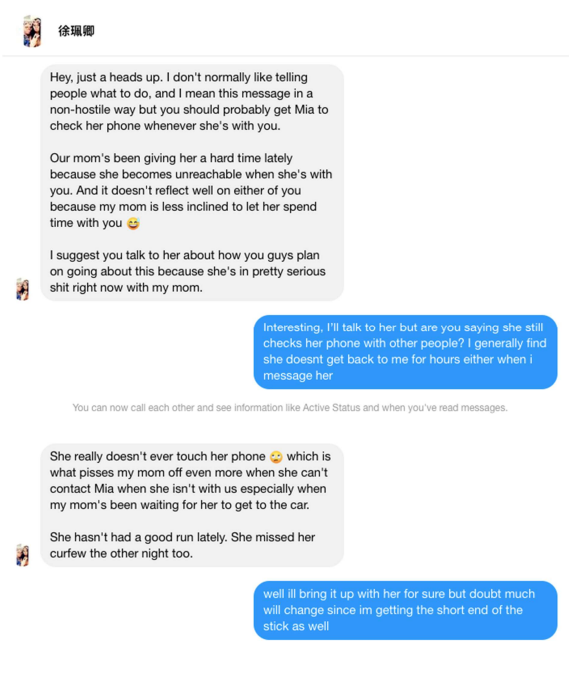 徐珮卿
Hey, just a heads up. I don't normally like telling
people what to do, and I mean this message in a
non-hostile way but you should probably get Mia to
check her phone whenever she's with you.
Our mom's been giving her a hard time lately
because she becomes unreachable when she's with
you. And it doesn't reflect well on either of you
because my mom is less inclined to let her spend
time with you 😅
I suggest you talk to her about how you guys plan
on going about this because she's in pretty serious
shit right now with my mom.
Interesting, I'll talk to her but are you saying she still
checks her phone with other people? I generally find
she doesnt get back to me for hours either when i
message her
You can now call each other and see information like Active Status and when you've read messages.
She really doesn't ever touch her phone 🙄 which is
what pisses my mom off even more when she can't
contact Mia when she isn't with us especially when
my mom's been waiting for her to get to the car.
She hasn't had a good run lately. She missed her
curfew the other night too.
well ill bring it up with her for sure but doubt much
will change since im getting the short end of the
stick as well